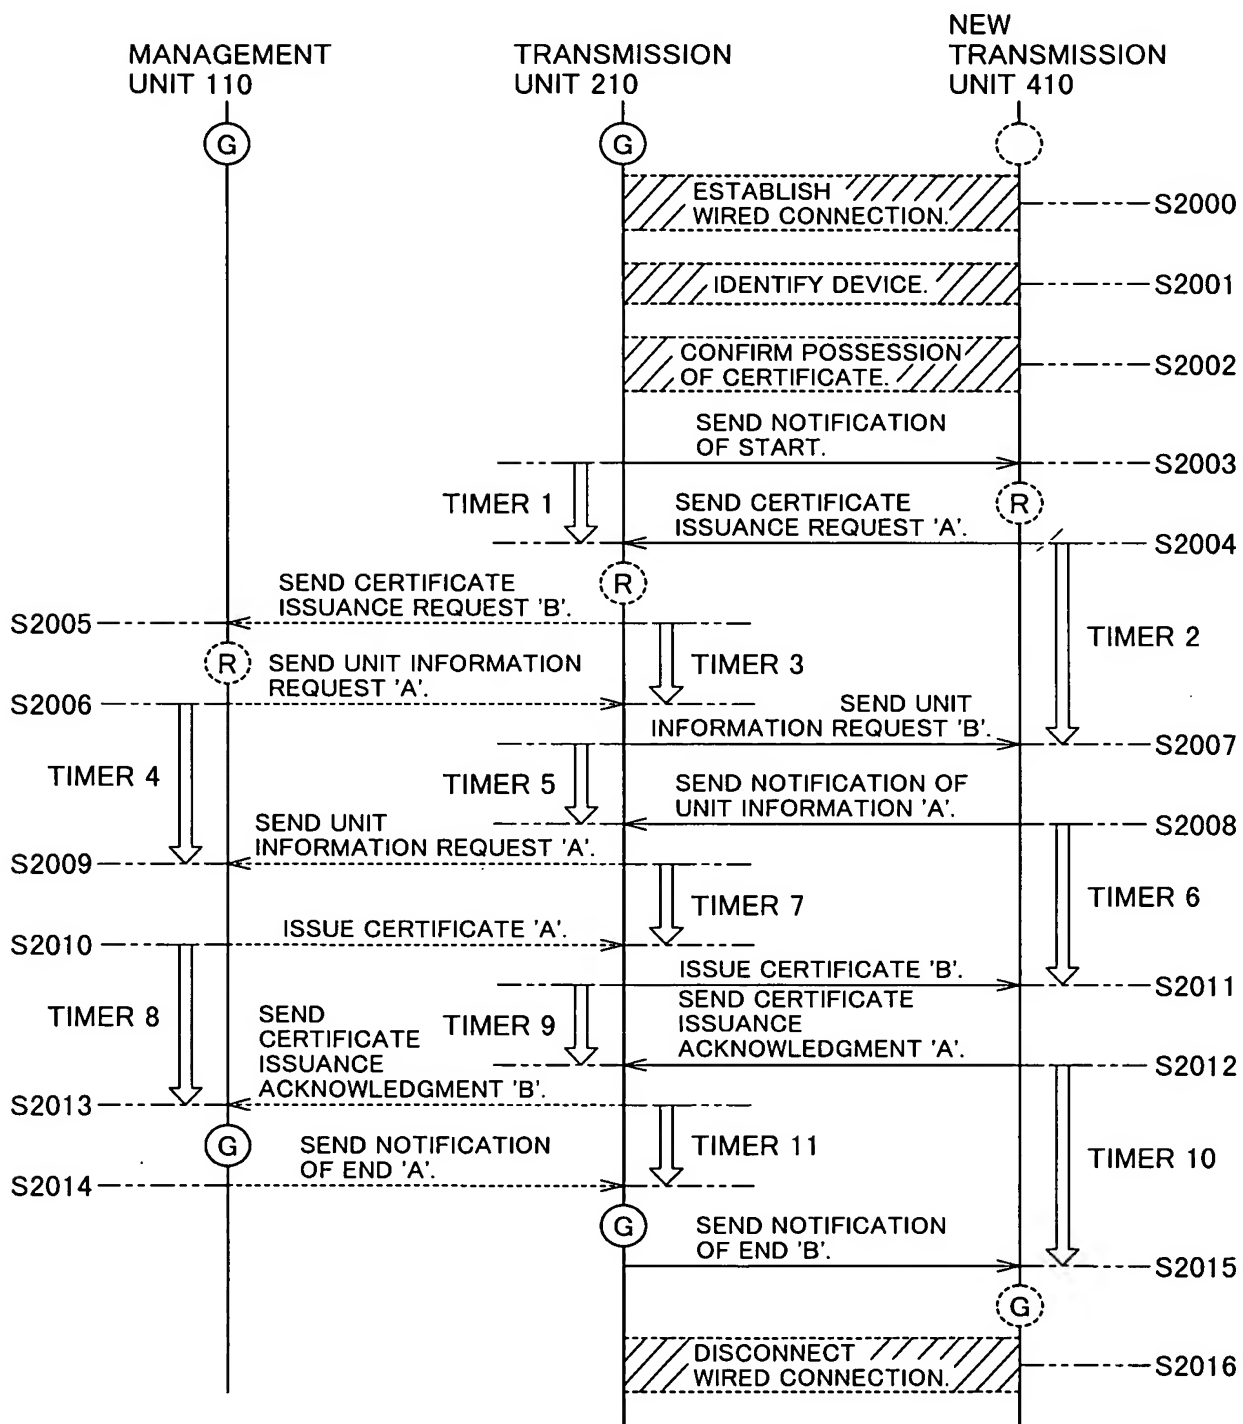 MANAGEMENT
UNIT 110
TRANSMISSION
UNIT 210
NEW
TRANSMISSION
UNIT 410
G
G
ESTABLISH
WIRED CONNECTION.
S2000
IDENTIFY DEVICE.
S2001
CONFIRM POSSESSION
OF CERTIFICATE.
S2002
SEND NOTIFICATION
OF START.
S2003
TIMER 1
R
SEND CERTIFICATE
ISSUANCE REQUEST 'A'.
S2004
R
SEND CERTIFICATE
ISSUANCE REQUEST 'B'.
S2005
TIMER 2
R
SEND UNIT INFORMATION
REQUEST 'A'.
TIMER 3
S2006
SEND UNIT
INFORMATION REQUEST 'B'.
S2007
TIMER 4
TIMER 5
SEND NOTIFICATION OF
UNIT INFORMATION 'A'.
S2008
SEND UNIT
INFORMATION REQUEST 'A'.
S2009
TIMER 7
TIMER 6
ISSUE CERTIFICATE 'A'.
S2010
ISSUE CERTIFICATE 'B'.
S2011
TIMER 8
TIMER 9
SEND CERTIFICATE
ISSUANCE
ACKNOWLEDGMENT 'A'.
S2012
SEND
CERTIFICATE
ISSUANCE
ACKNOWLEDGMENT 'B'.
S2013
G
SEND NOTIFICATION
OF END 'A'.
TIMER 11
TIMER 10
S2014
G
SEND NOTIFICATION
OF END 'B'.
S2015
G
DISCONNECT
WIRED CONNECTION.
S2016